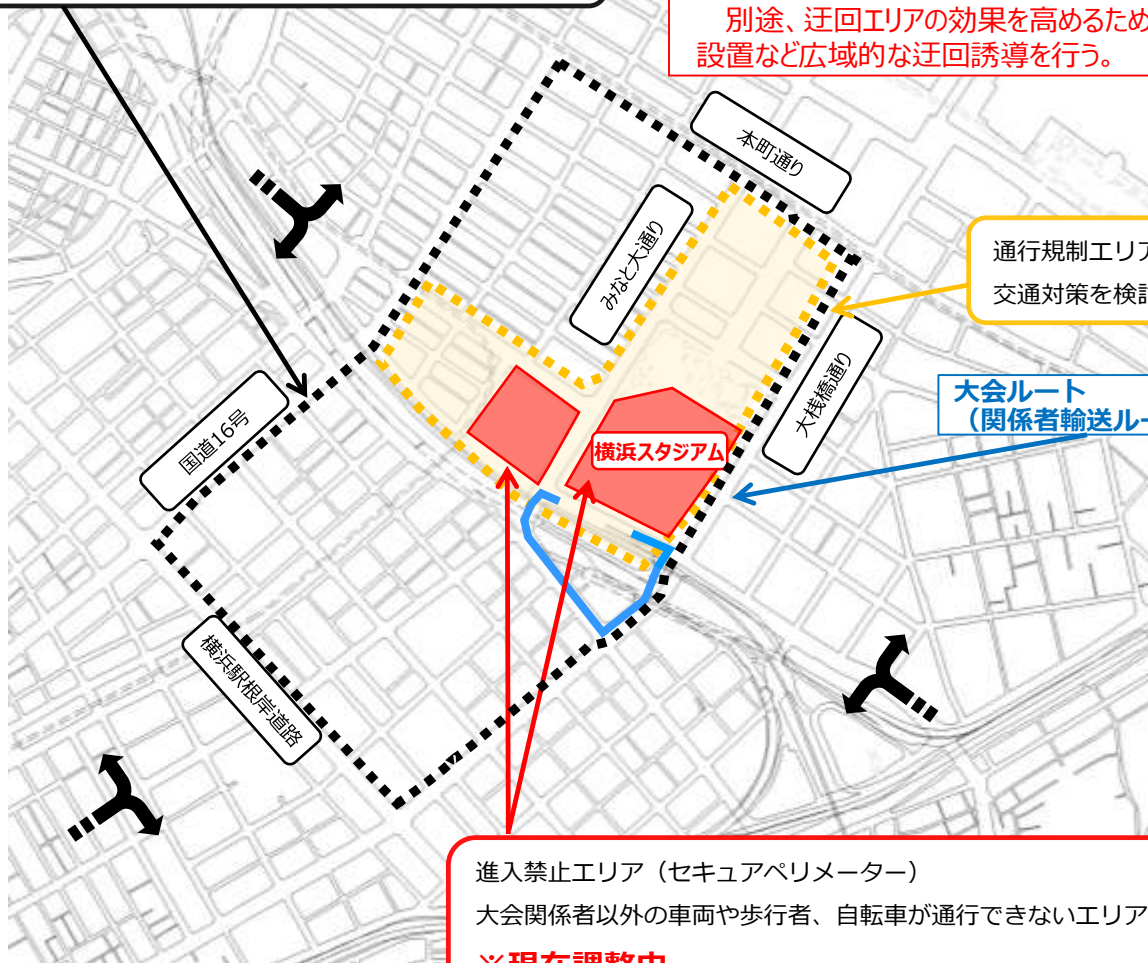 別途、迂回エリアの効果を高めるため
設置など広域的な迂回誘導を行う。
本町通り
みなと大通り
通行規制エリア
交通対策を検討
大桟橋通り
大会ルート
（関係者輸送ルー
国道16号
横浜スタジアム
横浜駅根岸道路
進入禁止エリア（セキュアペリメーター）
大会関係者以外の車両や歩行者、自転車が通行できないエリア
※現在調整中